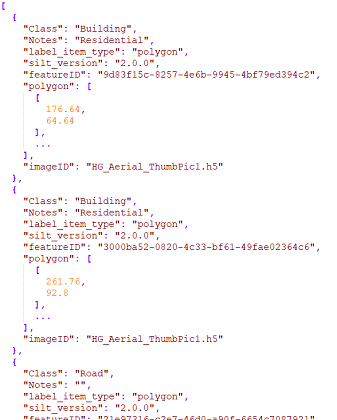 [
{
"Class": "Building",
"Notes": "Residential",
"label_item_type": "polygon",
"silt_version": "2.0.0",
"featureID": "9d83f15c-8257-4e6b-9945-4bf79ed394c2",
"polygon": [
[
176.64,
64.64
],
...
],
"imageID": "HG_Aerial_ThumbPic1.h5"
},
{
"Class": "Building",
"Notes": "Residential",
"label_item_type": "polygon",
"silt_version": "2.0.0",
"featureID": "3000ba52-0820-4c33-bf61-49fae02364c6",
"polygon": [
[
261.76,
92.8
],
...
],
"imageID": "HG_Aerial_ThumbPic1.h5"
},
{
"Class": "Road",
"Notes": "",
"label_item_type": "polygon",
"silt_version": "2.0.0",